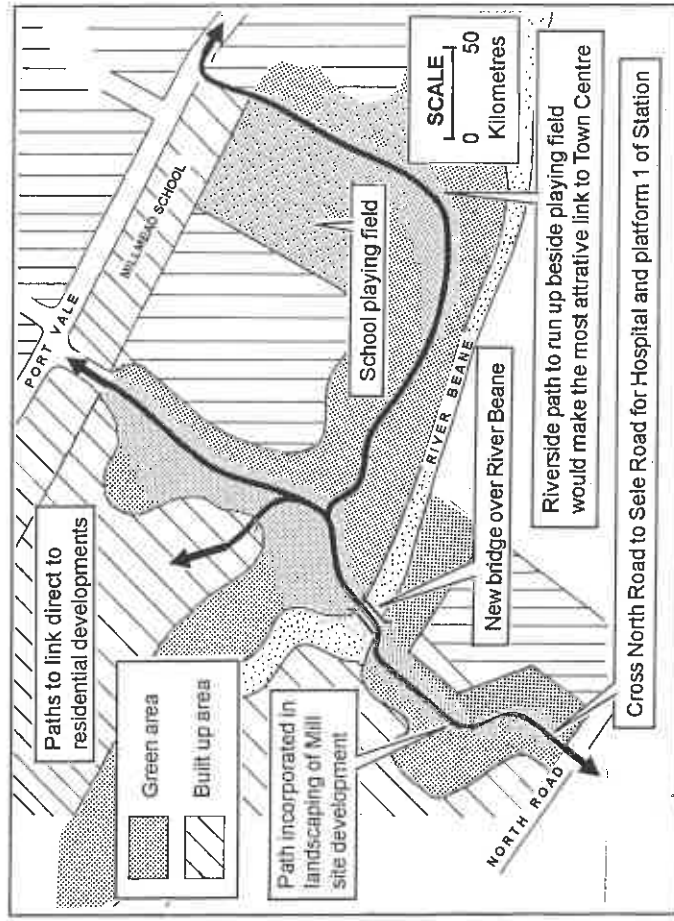 PORT VALE
MILLMEAD SCHOOL
Paths to link direct to
residential developments
Green area
Built up area
School playing field
SCALE
0 50
Kilometres
RIVER BEANE
Path incorporated in
landscaping of Mill
site development
New bridge over River Beane
Riverside path to run up beside playing field
would make the most attrative link to Town Centre
NORTH ROAD
Cross North Road to Sele Road for Hospital and platform 1 of Station